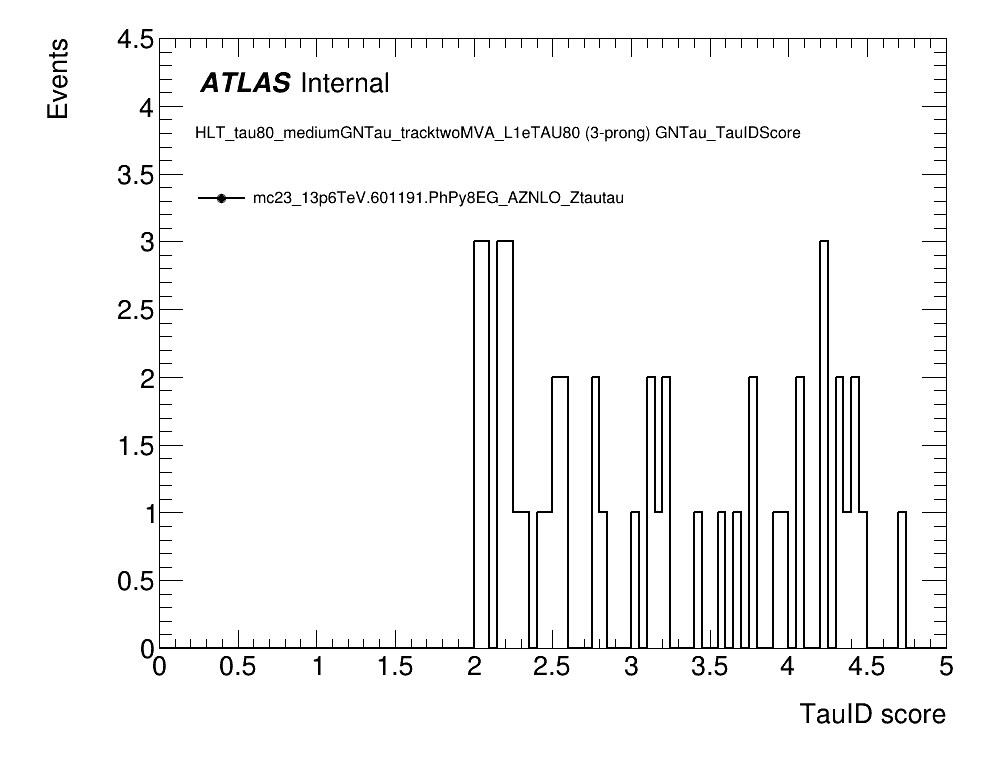 Events
4.5
ATLAS Internal
4
HLT_tau80_mediumGNTau_tracktwoMVA_L1eTAU80 (3-prong) GNTau_TauIDScore
3.5
mc23_13p6TeV.601191.PhPy8EG_AZNLO_Ztautau
3
2.5
2
1.5
1
0.5
0
0 0.5 1 1.5 2 2.5 3 3.5 4 4.5 5
TauID score